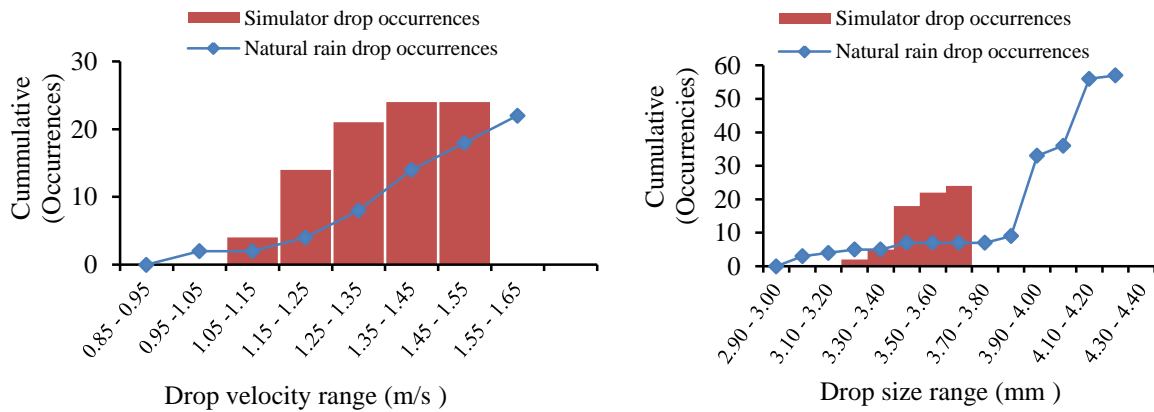 Simulator drop occurrences
Natural rain drop occurrences
30
20
10
0
Cummulative
(Occurrences)
0.85 - 0.95
0.95 -1.05
1.05 -1.15
1.15 -1.25
1.25 -1.35
1.35 -1.45
1.45 -1.55
1.55 - 1.65
Drop velocity range (m/s )
Simulator drop occurrences
Natural rain drop occurrences
60
50
40
30
20
10
0
Cumulative
(Occurrencies)
2.90 - 3.00
3.10 - 3.20
3.30 - 3.40
3.50 - 3.60
3.70 - 3.80
3.90 - 4.00
4.10 - 4.20
4.30 - 4.40
Drop size range (mm )